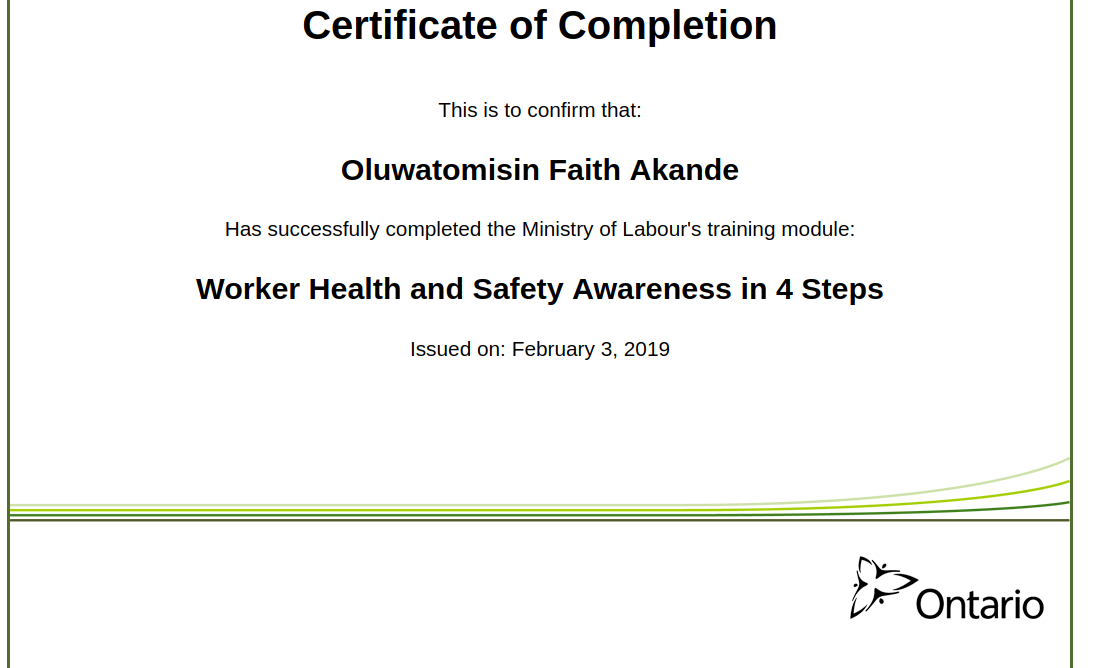 Certificate of Completion
This is to confirm that:
Oluwatomisin Faith Akande
Has successfully completed the Ministry of Labour's training module:
Worker Health and Safety Awareness in 4 Steps
Issued on: February 3, 2019
Ontario